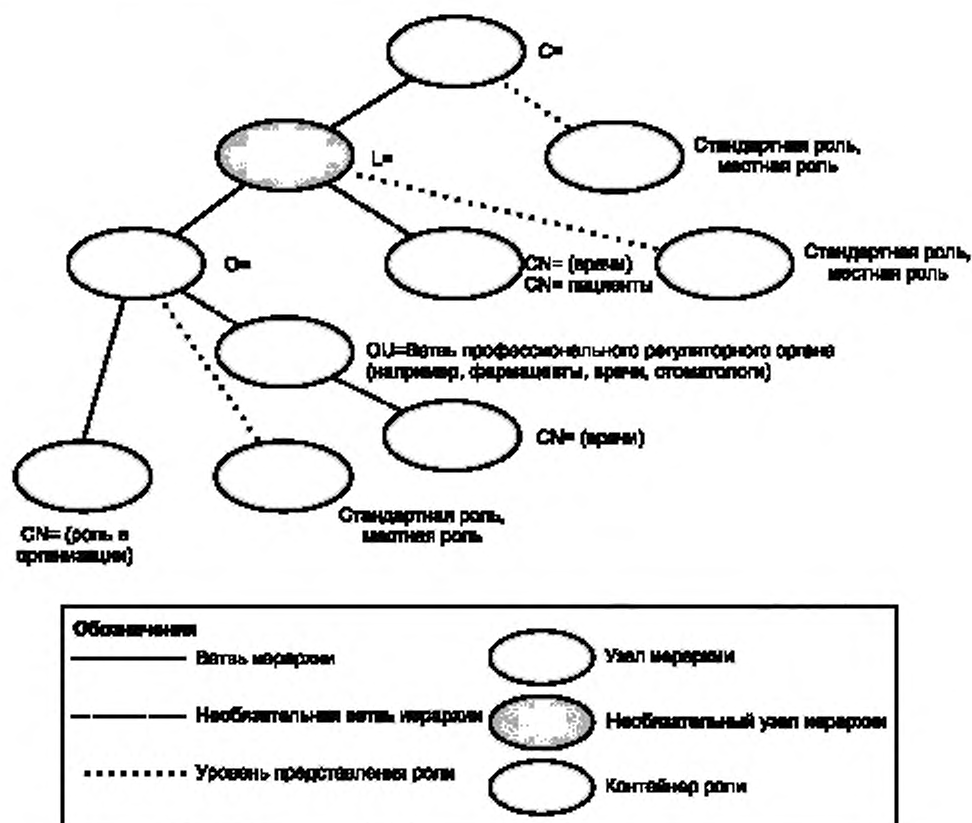 C=
Стандартная роль,
местная роль
L=
Стандартная роль,
местная роль
O=
CN= (врачи)
CN= пациенты
OU=Ветвь профессионального регуляторного органа
(например, фармацевты, врачи, стоматологи)
CN= (врачи)
Стандартная роль,
местная роль
CN= (роль в
организации)
Обозначения
Ветвь иерархии
Узел иерархии
Необязательная ветвь иерархии
Необязательный узел иерархии
Уровень представления роли
Контейнер роли